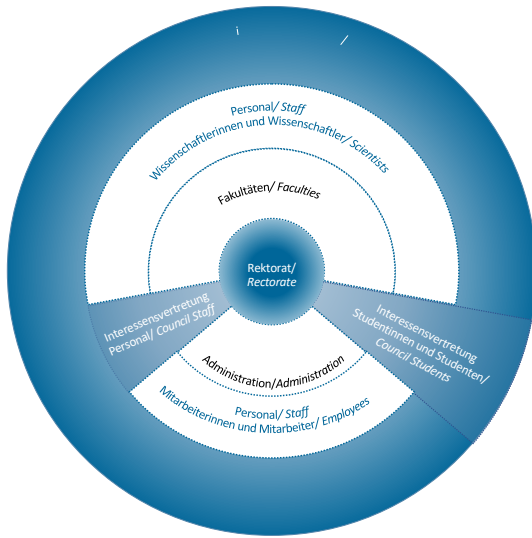 i /
Personal/ Staff
Wissenschaftlerinnen und Wissenschaftler/ Scientists
Fakultäten/ Faculties
Rektorat/
Rectorate
Interessensvertretung
Personal/ Council Staff
Interessensvertretung
Studentinnen und Studenten/
Council Students
Administration/Administration
Personal/ Staff
Mitarbeiterinnen und Mitarbeiter/ Employees